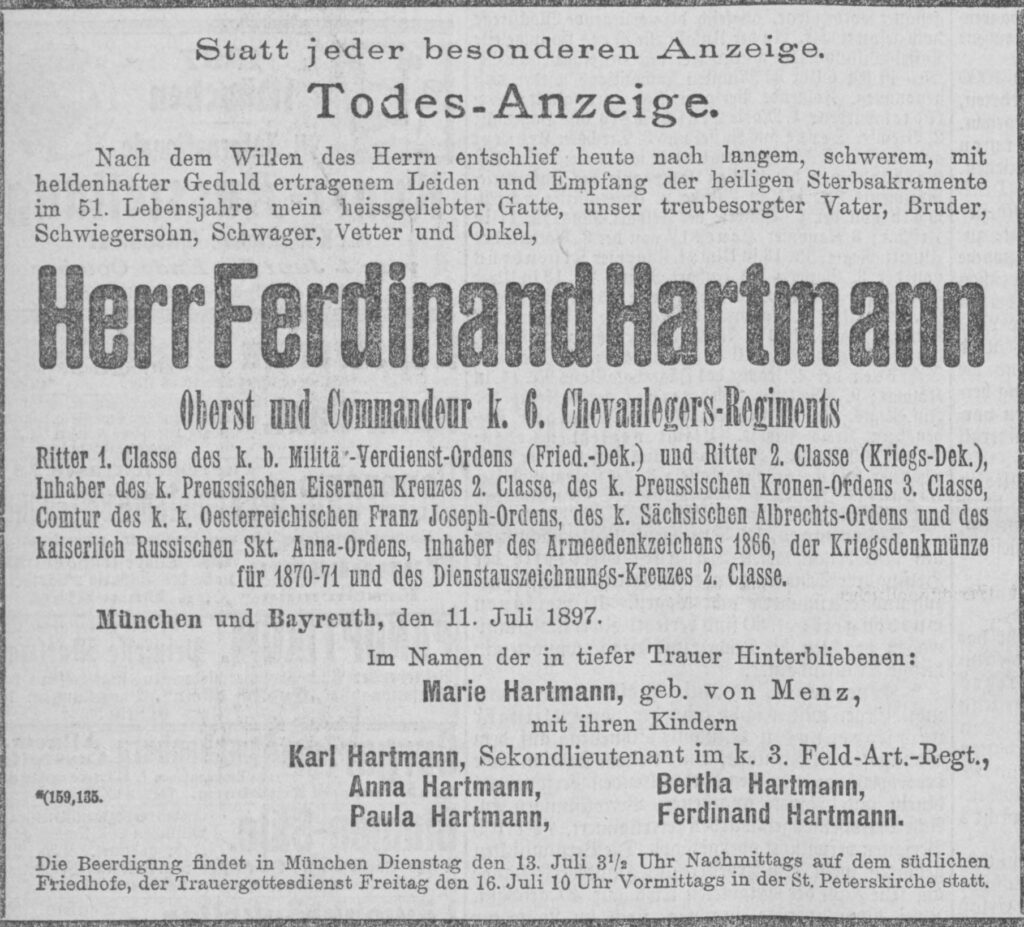 Statt jeder besonderen Anzeige.
Todes-Anzeige.
Nach dem Willen des Herrn entschlief heute nach langem, schwerem, mit
heldenhafter Geduld ertragenem Leiden und Empfang der heiligen Sterbsakramente
im 51. Lebensjahre mein heissgeliebter Gatte, unser treubesorgter Vater, Bruder,
Schwiegersohn, Schwager, Vetter und Onkel,
Herr Ferdinand Hartmann
Oberst und Commandeur k. 6. Chevaulegers-Regiments
Ritter 1. Classe des k. b. Militä-Verdienst-Ordens (Fried.-Dek.) und Ritter 2. Classe (Kriegs-Dek.),
Inhaber des k. Preussischen Eisernen Kreuzes 2. Classe, des k. Preussischen Kronen-Ordens 3. Classe,
Comtur des k. k. Oesterreichischen Franz Joseph-Ordens, des k. Sächsischen Albrechts-Ordens und des
kaiserlich Russischen Skt. Anna-Ordens, Inhaber des Armeedenkzeichens 1866, der Kriegsdenkmünze
für 1870-71 und des Dienstauszeichnungs-Kreuzes 2. Classe.
München und Bayreuth, den 11. Juli 1897.
Im Namen der in tiefer Trauer Hinterbliebenen:
Marie Hartmann, geb. von Menz,
mit ihren Kindern
Karl Hartmann, Sekondlieutenant im k. 3. Feld-Art.-Regt.,
Anna Hartmann, Bertha Hartmann,
*(159,135. Paula Hartmann, Ferdinand Hartmann.
Die Beerdigung findet in München Dienstag den 13. Juli 3½ Uhr Nachmittags auf dem südlichen
Friedhofe, der Trauergottesdienst Freitag den 16. Juli 10 Uhr Vormittags in der St. Peterskirche statt.